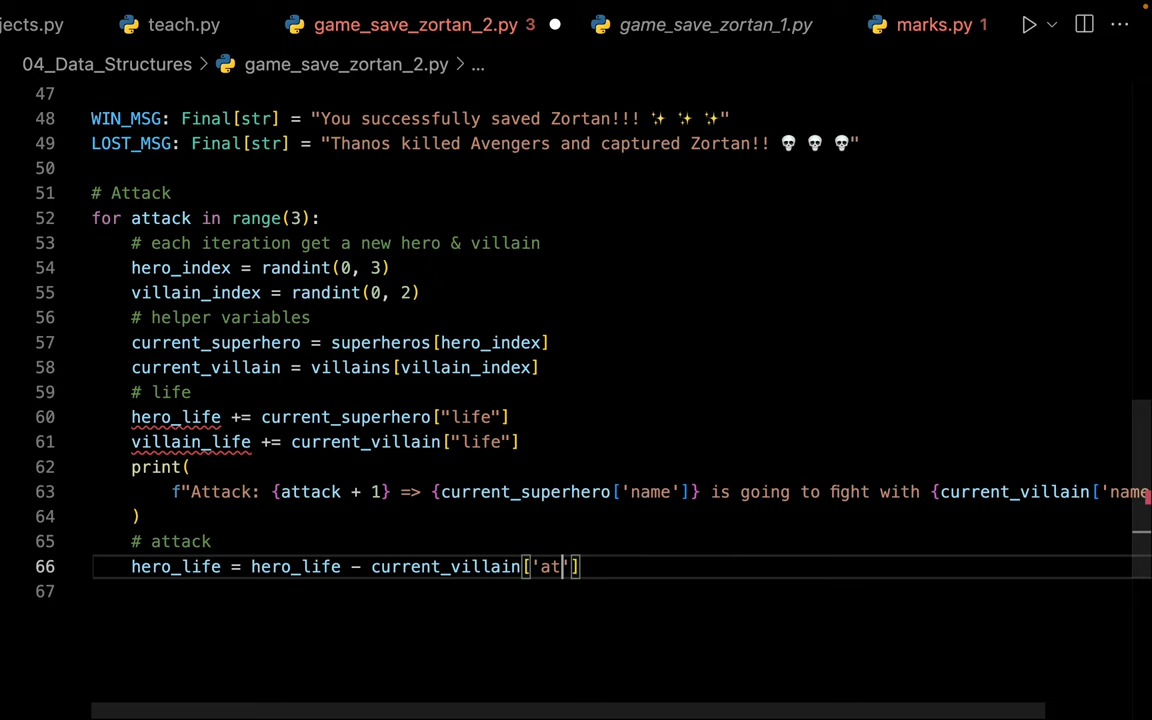 jects.py teach.py game_save_zortan_2.py 3 game_save_zortan_1.py marks.py 1 ...
04_Data_Structures > game_save_zortan_2.py > ...
47
48 WIN_MSG: Final[str] = "You successfully saved Zortan!!! ✨ ✨ ✨"
49 LOST_MSG: Final[str] = "Thanos killed Avengers and captured Zortan!! 💀 💀 💀"
50
51 # Attack
52 for attack in range(3):
53     # each iteration get a new hero & villain
54     hero_index = randint(0, 3)
55     villain_index = randint(0, 2)
56     # helper variables
57     current_superhero = superheros[hero_index]
58     current_villain = villains[villain_index]
59     # life
60     hero_life += current_superhero["life"]
61     villain_life += current_villain["life"]
62     print(
63         f"Attack: {attack + 1} => {current_superhero['name']} is going to fight with {current_villain['name
64     )
65     # attack
66     hero_life = hero_life - current_villain['at']
67